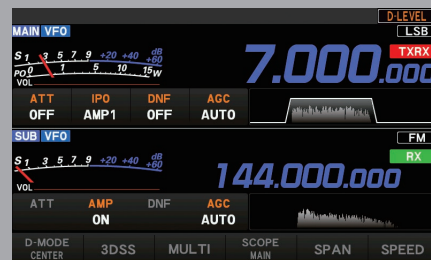 D-LEVEL
MAIN VFO LSB
S 1 3 5 7 9 +20 +40 +60 dB
TXRX
PO 0 1 5 10 15W
7.000.000
VOL
ATT IPO DNF AGC
OFF AMP1 OFF AUTO
SUB VFO FM
S 1 3 5 7 9 +20 +40 +60 dB
RX
144.000.000
VOL
ATT AMP DNF AGC
ON AUTO
D-MODE 3DSS MULTI SCOPE SPAN SPEED
CENTER MAIN